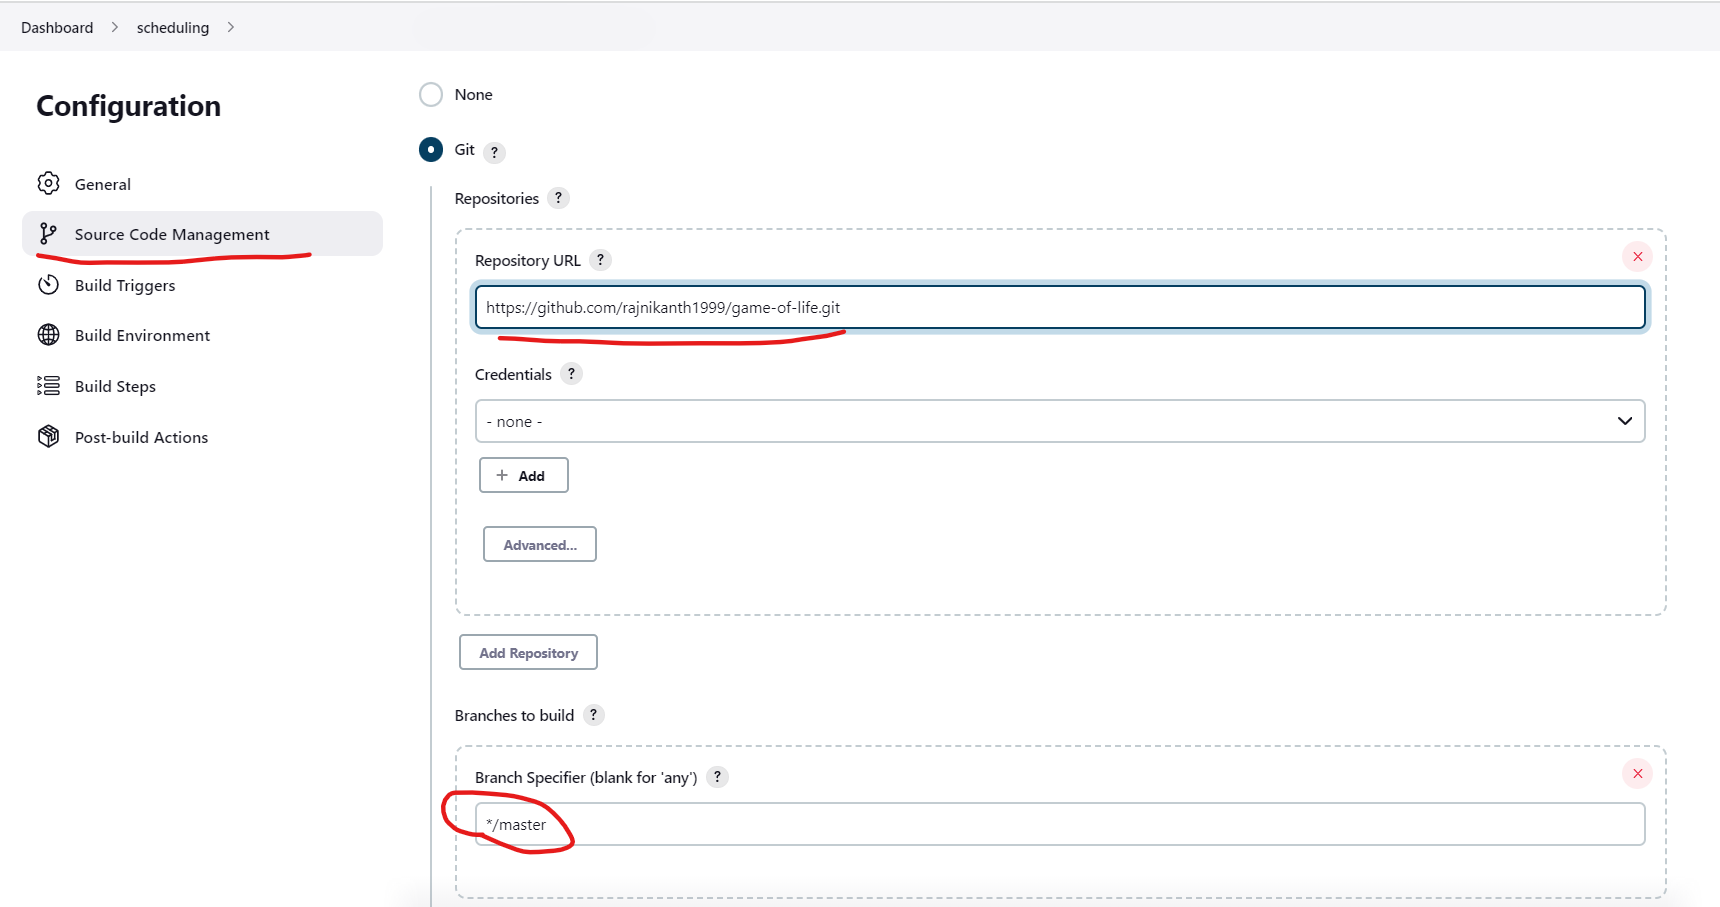 Dashboard > scheduling >
Configuration
General
Source Code Management
Build Triggers
Build Environment
Build Steps
Post-build Actions
None
Git ?
Repositories ?
Repository URL ?
https://github.com/rajnikanth1999/game-of-life.git
Credentials ?
- none -
+ Add
Advanced...
Add Repository
Branches to build ?
Branch Specifier (blank for 'any') ?
*/master